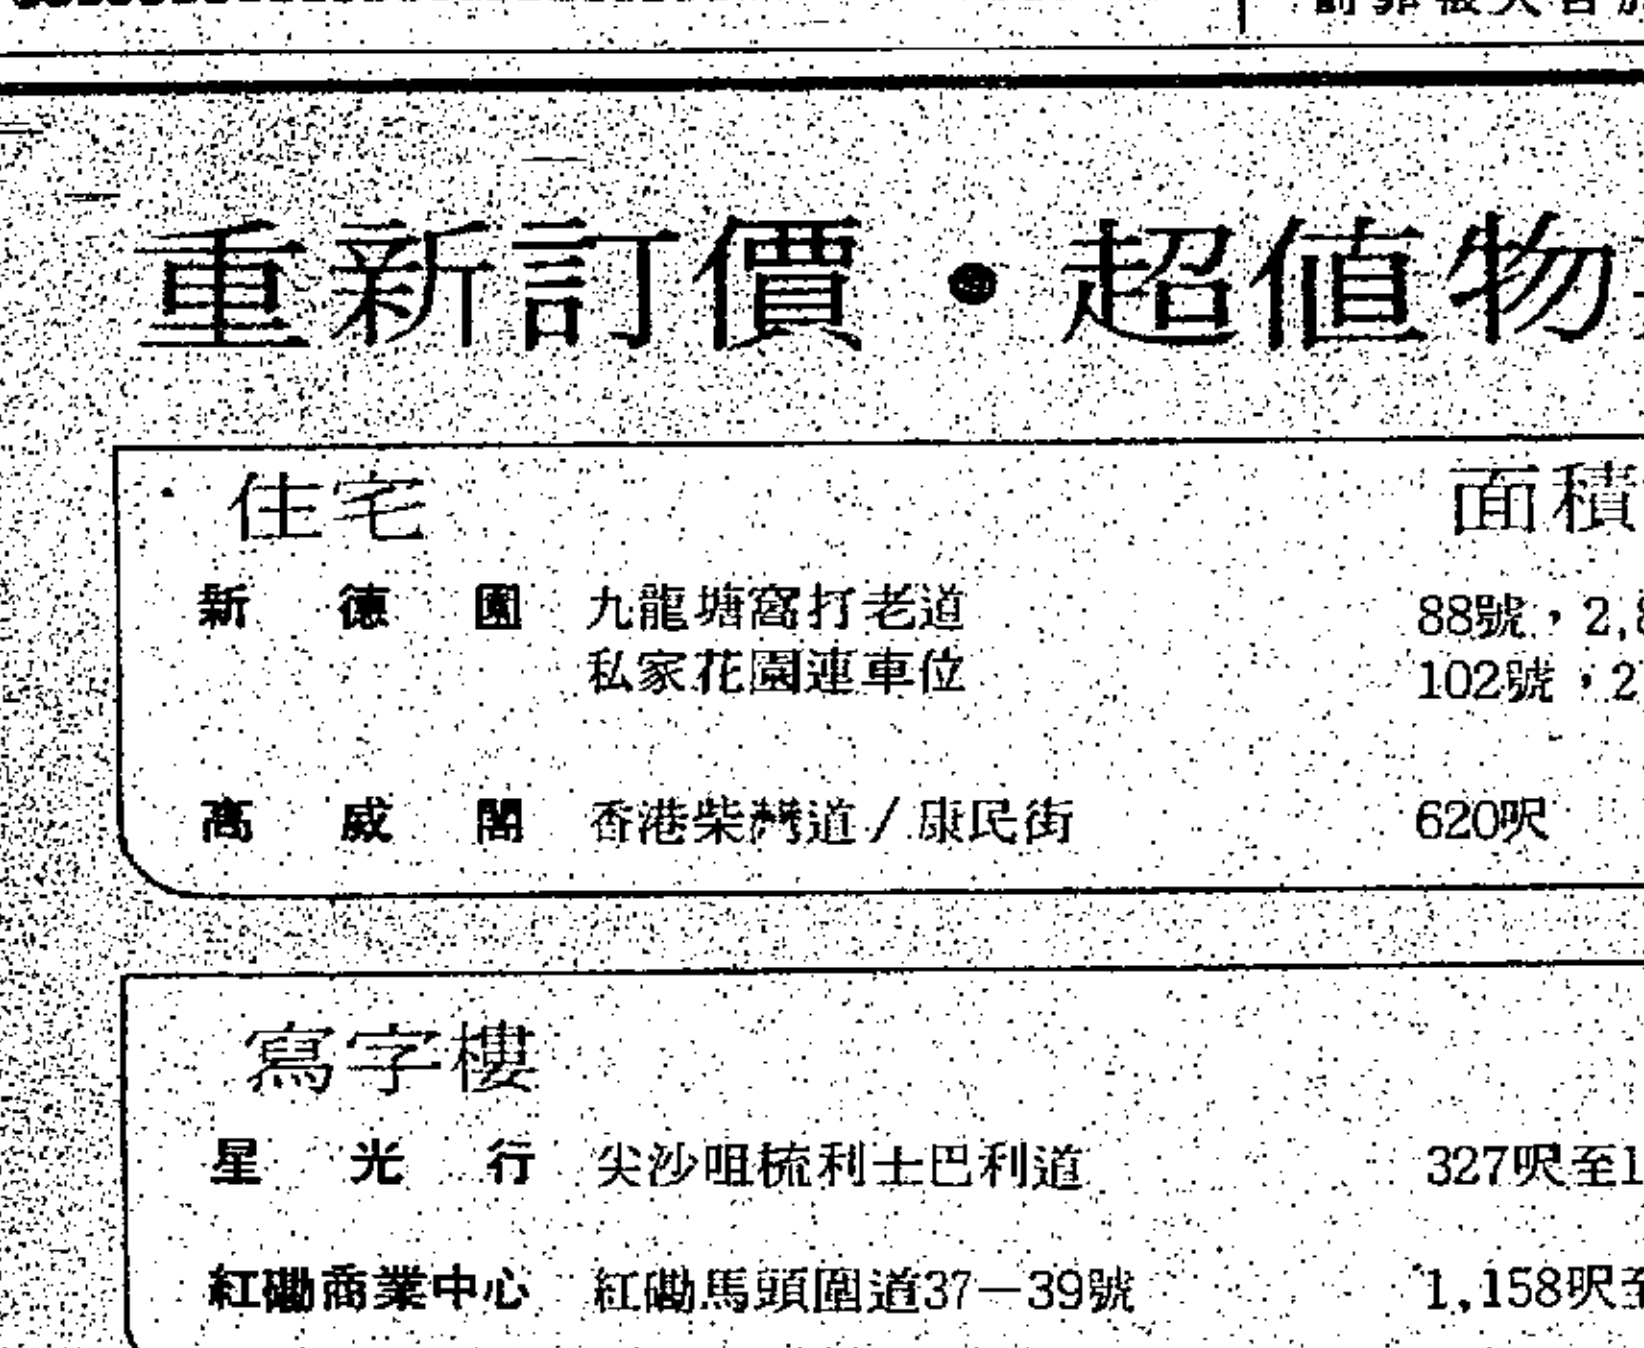 重新訂價・超值物
住宅 面積
新德園 九龍塘窩打老道 88號，2,8
私家花園連車位 102號，2
高威閣 香港柴灣道／康民街 620呎
寫字樓
星光行 尖沙咀梳利士巴利道 327呎至1
紅磡商業中心 紅磡馬頭圍道37－39號 1,158呎至